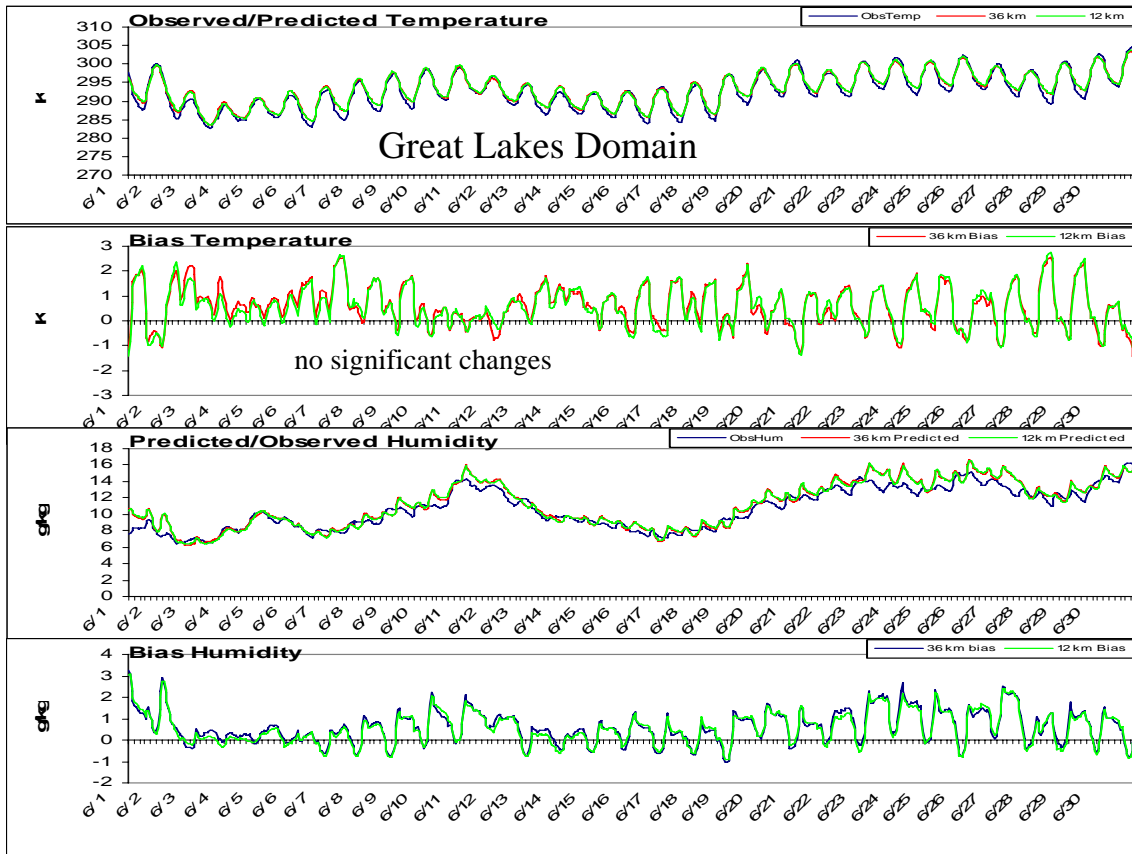 Observed/Predicted Temperature
ObsTemp 36 km 12 km
310
305
300
295
290
285
280
275
270
K
Great Lakes Domain
6/1 6/2 6/3 6/4 6/5 6/6 6/7 6/8 6/9 6/10 6/11 6/12 6/13 6/14 6/15 6/16 6/17 6/18 6/19 6/20 6/21 6/22 6/23 6/24 6/25 6/26 6/27 6/28 6/29 6/30
Bias Temperature
36 km Bias 12km Bias
3
2
1
0
-1
-2
-3
K
no significant changes
6/1 6/2 6/3 6/4 6/5 6/6 6/7 6/8 6/9 6/10 6/11 6/12 6/13 6/14 6/15 6/16 6/17 6/18 6/19 6/20 6/21 6/22 6/23 6/24 6/25 6/26 6/27 6/28 6/29 6/30
Predicted/Observed Humidity
ObsHum 36 km Predicted 12km Predicted
18
16
14
12
10
8
6
4
2
0
g/kg
6/1 6/2 6/3 6/4 6/5 6/6 6/7 6/8 6/9 6/10 6/11 6/12 6/13 6/14 6/15 6/16 6/17 6/18 6/19 6/20 6/21 6/22 6/23 6/24 6/25 6/26 6/27 6/28 6/29 6/30
Bias Humidity
36 km bias 12 km Bias
4
3
2
1
0
-1
-2
g/kg
6/1 6/2 6/3 6/4 6/5 6/6 6/7 6/8 6/9 6/10 6/11 6/12 6/13 6/14 6/15 6/16 6/17 6/18 6/19 6/20 6/21 6/22 6/23 6/24 6/25 6/26 6/27 6/28 6/29 6/30